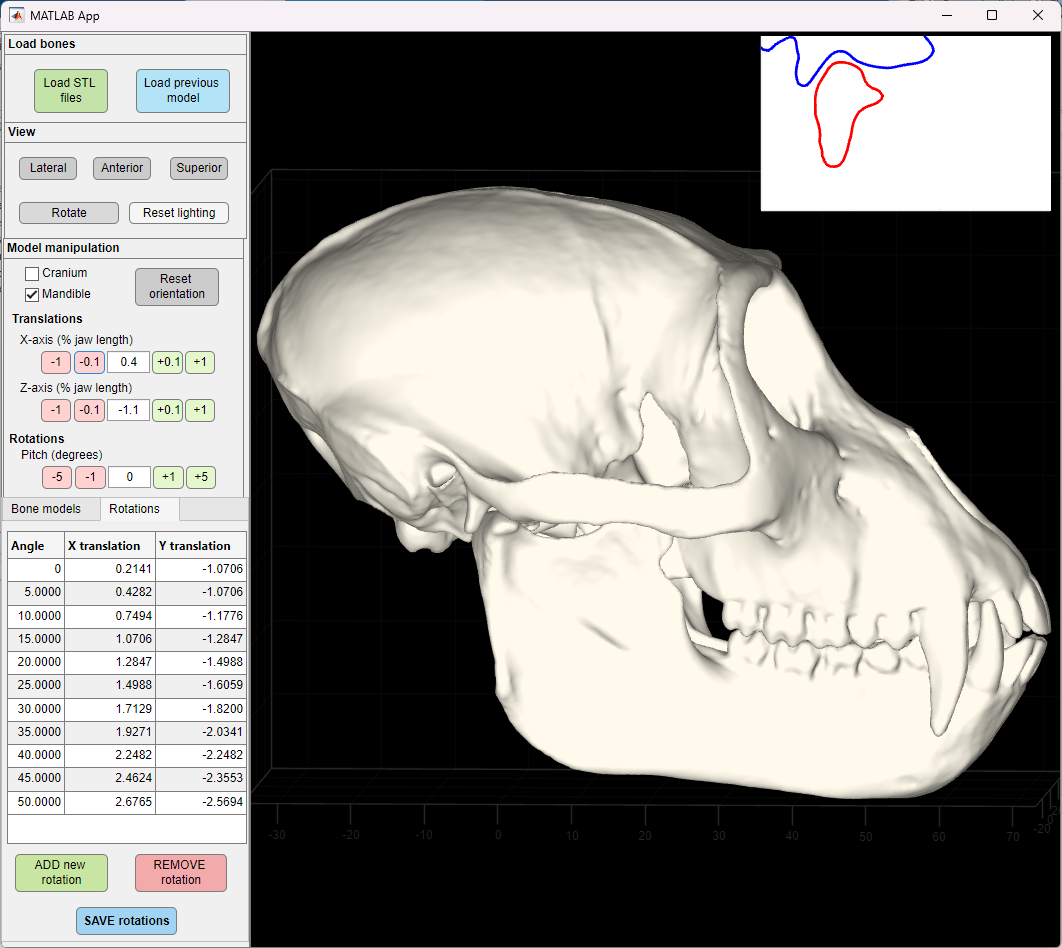 MATLAB App
Load bones
Load STL files
Load previous model
View
Lateral Anterior Superior
Rotate Reset lighting
Model manipulation
Cranium
Mandible
Reset orientation
Translations
X-axis (% jaw length)
-1 -0.1 0.4 +0.1 +1
Z-axis (% jaw length)
-1 -0.1 -1.1 +0.1 +1
Rotations
Pitch (degrees)
-5 -1 0 +1 +5
Bone models Rotations
Angle X translation Y translation
0 0.2141 -1.0706
5.0000 0.4282 -1.0706
10.0000 0.7494 -1.1776
15.0000 1.0706 -1.2847
20.0000 1.2847 -1.4988
25.0000 1.4988 -1.6059
30.0000 1.7129 -1.8200
35.0000 1.9271 -2.0341
40.0000 2.2482 -2.2482
45.0000 2.4624 -2.3553
50.0000 2.6765 -2.5694
ADD new rotation
REMOVE rotation
SAVE rotations
-30 -20 -10 0 10 20 30 40 50 60 70 -20